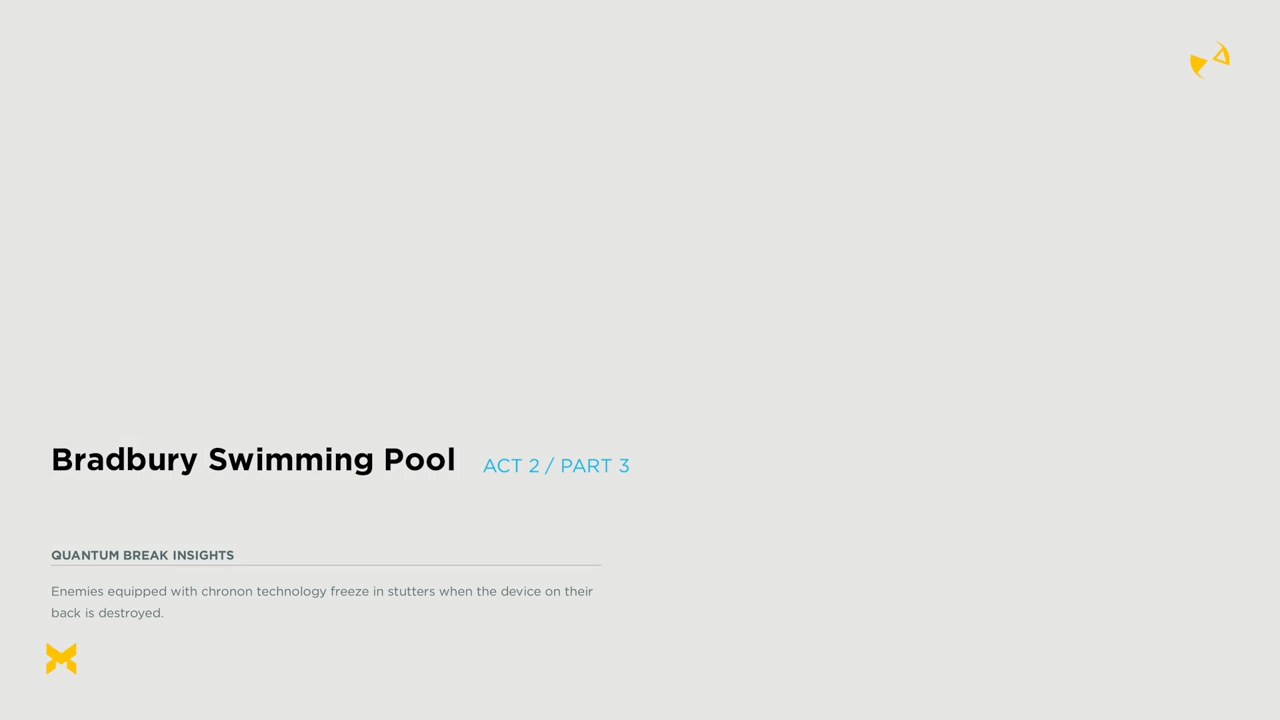 Bradbury Swimming Pool ACT 2 / PART 3
QUANTUM BREAK INSIGHTS
Enemies equipped with chronon technology freeze in stutters when the device on their
back is destroyed.